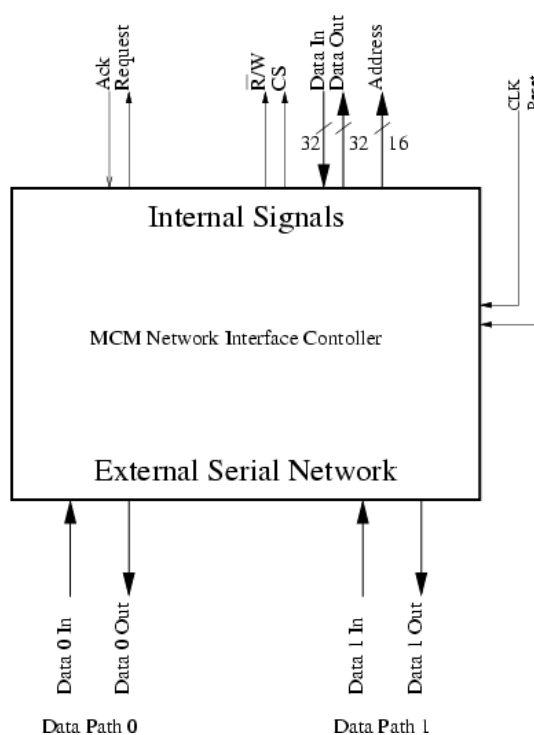 Ack
Request
R/W
CS
Data In
Data Out
Address
CLK
Reset
32
32
16
Internal Signals
MCM Network Interface Contoller
External Serial Network
Data 0 In
Data 0 Out
Data 1 In
Data 1 Out
Data Path 0
Data Path 1